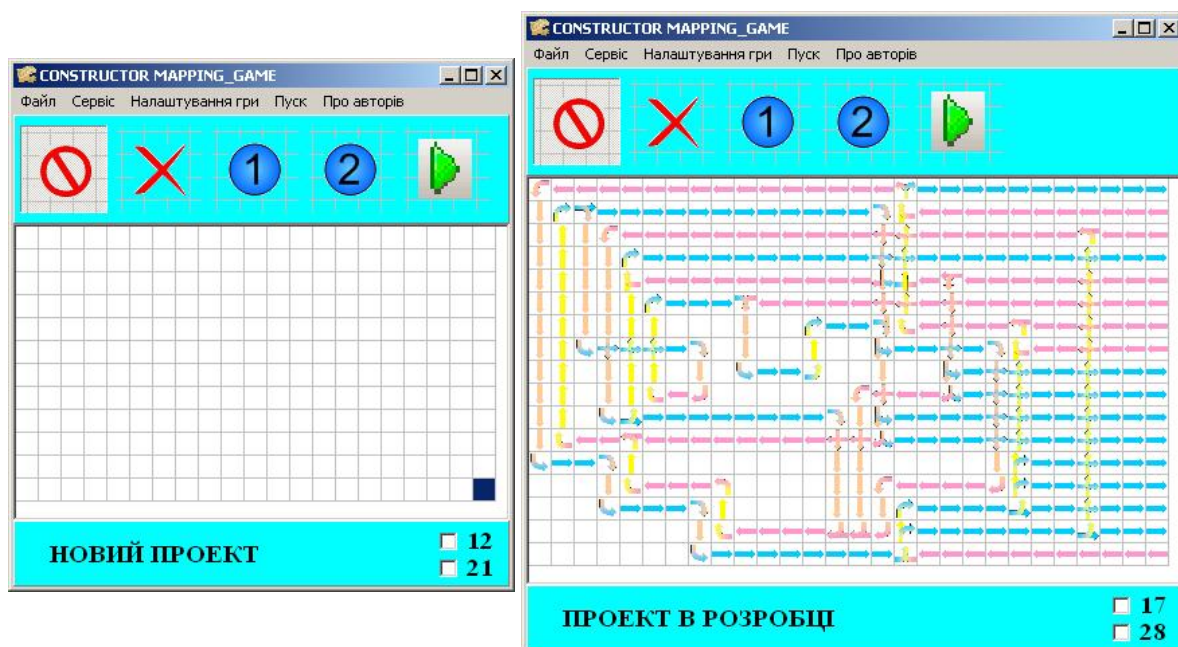 CONSTRUCTOR MAPPING_GAME
Файл Сервіс Налаштування гри Пуск Про авторів
1 2
НОВИЙ ПРОЕКТ
12
21
CONSTRUCTOR MAPPING_GAME
Файл Сервіс Налаштування гри Пуск Про авторів
1 2
ПРОЕКТ В РОЗРОБЦІ
17
28